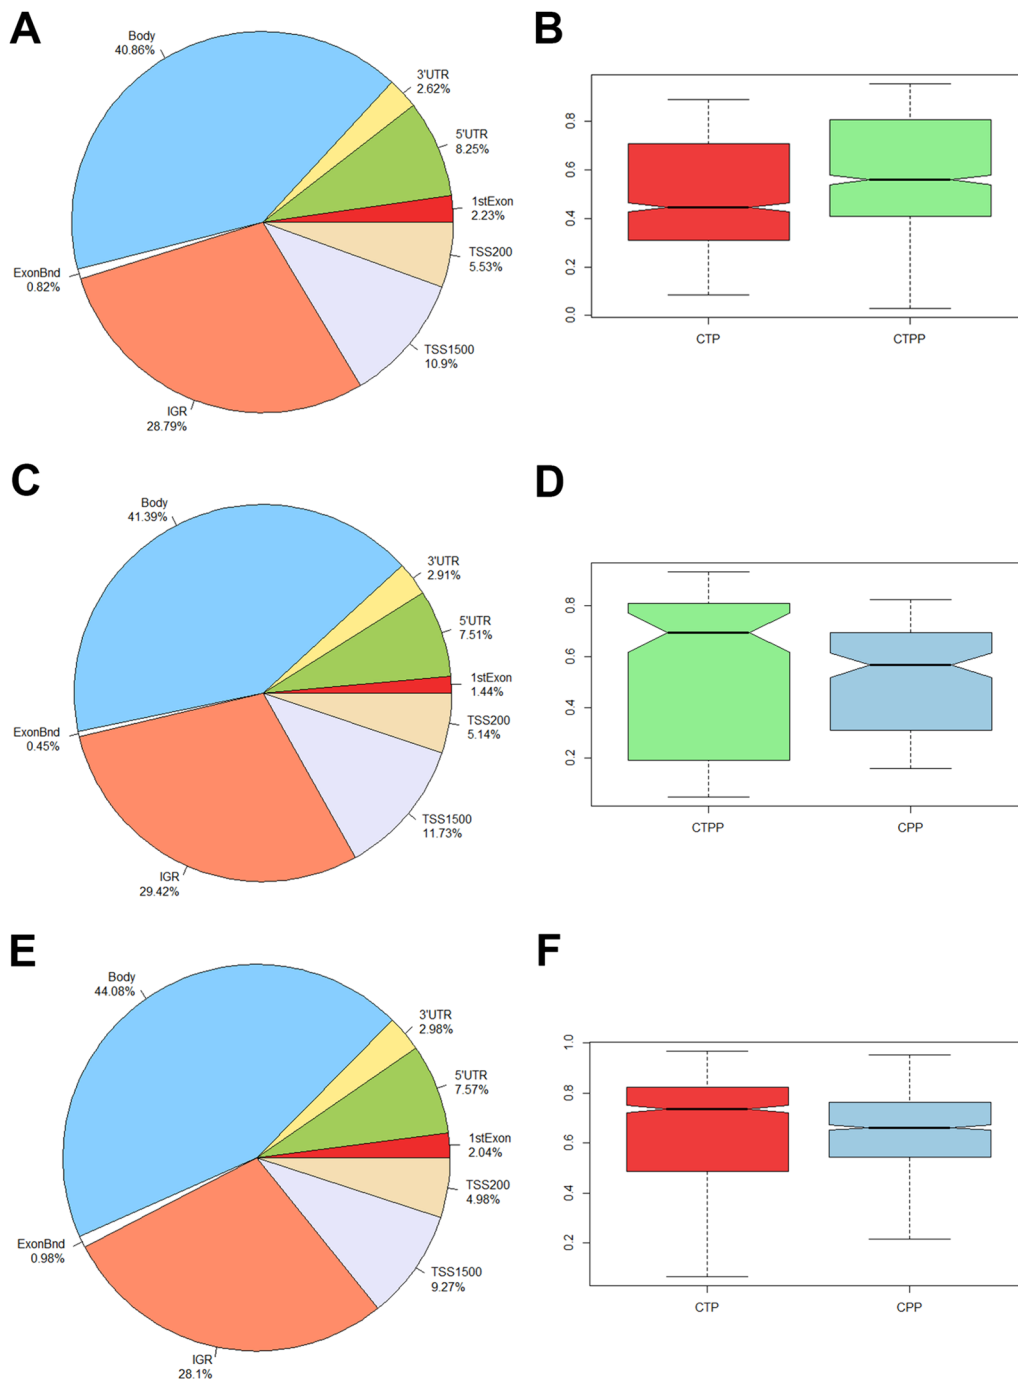 A
Body
40.86%
3'UTR
2.62%
5'UTR
8.25%
1stExon
2.23%
TSS200
5.53%
TSS1500
10.9%
IGR
28.79%
ExonBnd
0.82%
B
0.8
0.6
0.4
0.2
0.0
CTP
CTPP
C
Body
41.39%
3'UTR
2.91%
5'UTR
7.51%
1stExon
1.44%
TSS200
5.14%
TSS1500
11.73%
IGR
29.42%
ExonBnd
0.45%
D
0.8
0.6
0.4
0.2
CTPP
CPP
E
Body
44.08%
3'UTR
2.98%
5'UTR
7.57%
1stExon
2.04%
TSS200
4.98%
TSS1500
9.27%
IGR
28.1%
ExonBnd
0.98%
F
1.0
0.8
0.6
0.4
0.2
CTP
CPP